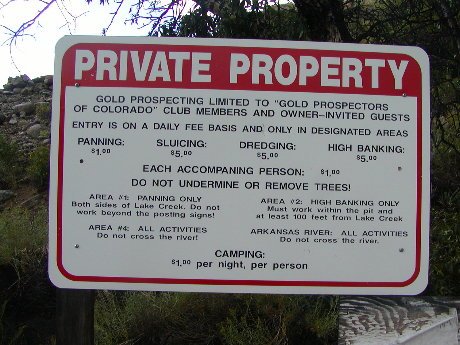 PRIVATE PROPERTY
GOLD PROSPECTING LIMITED TO "GOLD PROSPECTORS
OF COLORADO" CLUB MEMBERS AND OWNER-INVITED GUESTS
ENTRY IS ON A DAILY FEE BASIS AND ONLY IN DESIGNATED AREAS
PANNING: SLUICING: DREDGING: HIGH BANKING:
$1.00 $5.00 $5.00 $5.00
EACH ACCOMPANING PERSON: $1.00
DO NOT UNDERMINE OR REMOVE TREES!
AREA #1: PANNING ONLY
Both sides of Lake Creek. Do not
work beyond the posting signs!
AREA #2: HIGH BANKING ONLY
Must work within the pit and
at least 100 feet from Lake Creek
AREA #4: ALL ACTIVITIES
Do not cross the river!
ARKANSAS RIVER: ALL ACTIVITIES
Do not cross the river.
CAMPING:
$1.00 per night, per person